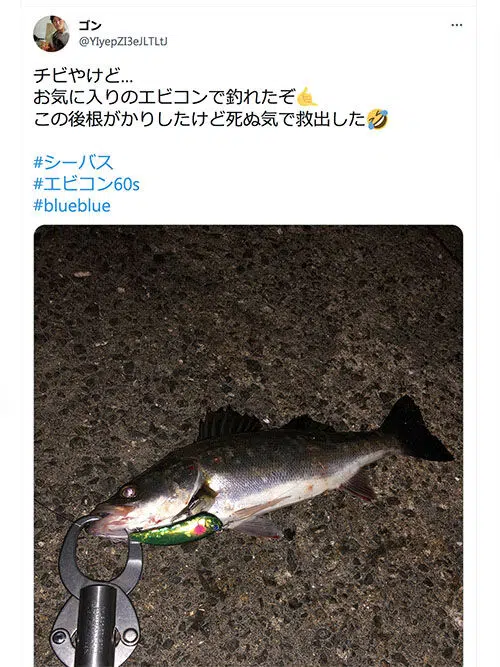 ゴン
@YIyepZI3eJLTLtJ
チビやけど...
お気に入りのエビコンで釣れたぞ🤙
この後根がかりしたけど死ぬ気で救出した🤣
#シーバス
#エビコン60s
#blueblue